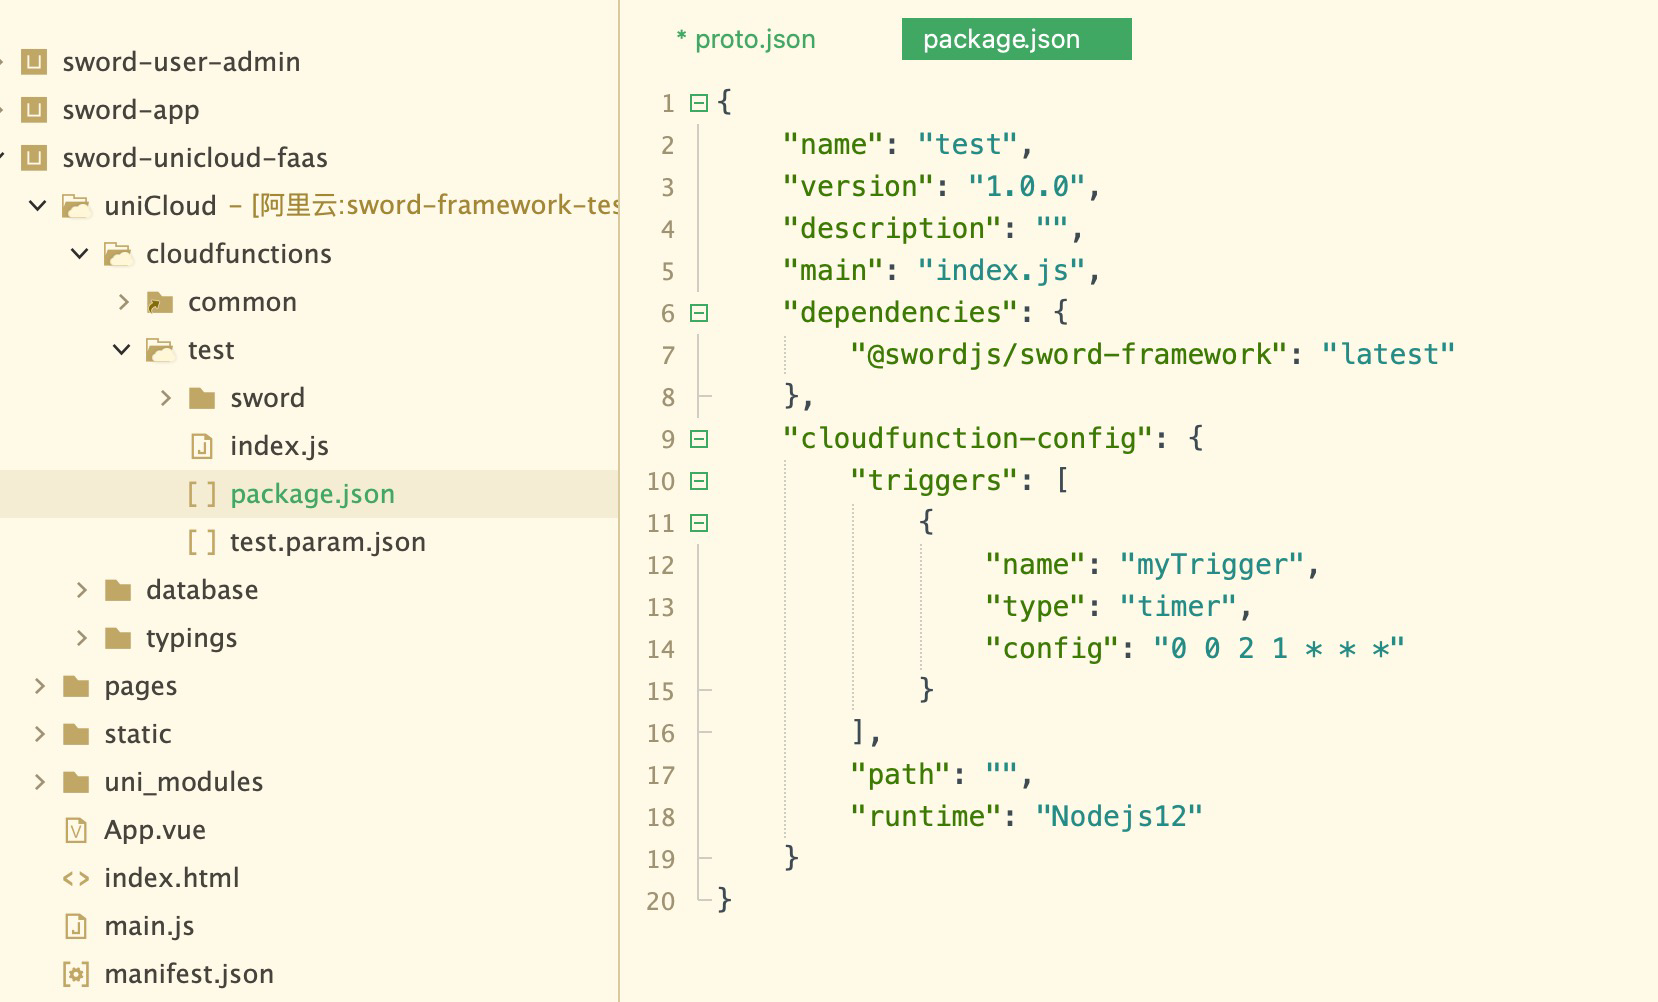 sword-user-admin
sword-app
sword-unicloud-faas
uniCloud - [阿里云:sword-framework-tes
cloudfunctions
common
test
sword
index.js
package.json
test.param.json
database
typings
pages
static
uni_modules
App.vue
index.html
main.js
manifest.json
* proto.json
package.json
1 {
2 "name": "test",
3 "version": "1.0.0",
4 "description": "",
5 "main": "index.js",
6 "dependencies": {
7 "@swordjs/sword-framework": "latest"
8 },
9 "cloudfunction-config": {
10 "triggers": [
11 {
12 "name": "myTrigger",
13 "type": "timer",
14 "config": "0 0 2 1 * * *"
15 }
16 ],
17 "path": "",
18 "runtime": "Nodejs12"
19 }
20 }